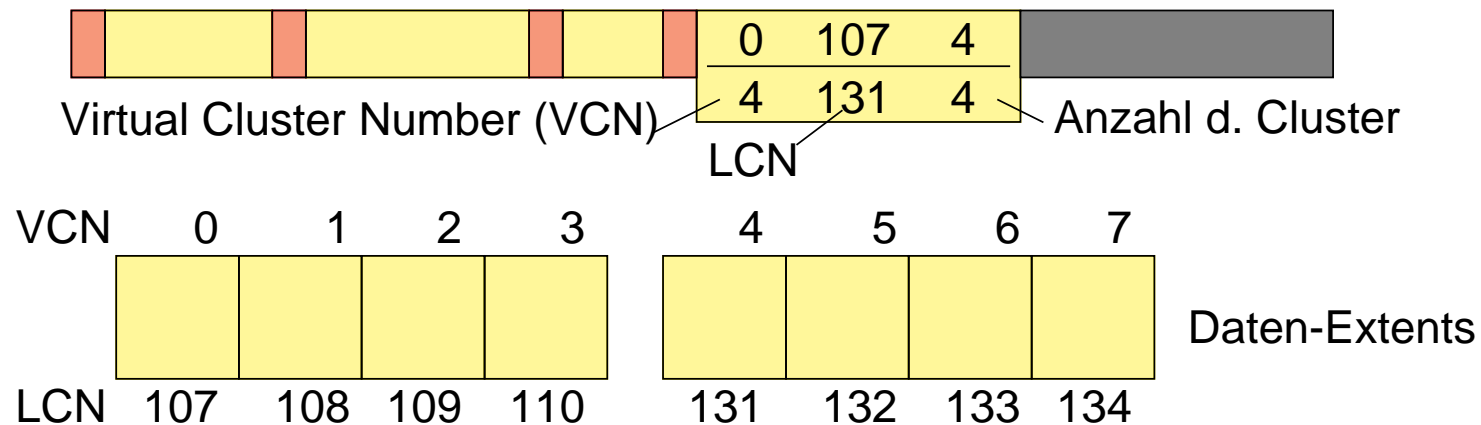 0 107 4
4 131 4
Virtual Cluster Number (VCN)
Anzahl d. Cluster
LCN
VCN 0 1 2 3 4 5 6 7
Daten-Extents
LCN 107 108 109 110 131 132 133 134